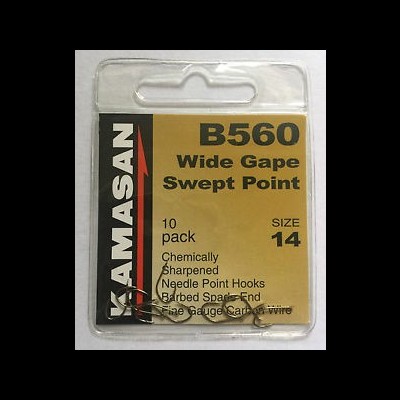 KAMASAN
B560
Wide Gape
Swept Point
10 pack
SIZE 14
Chemically
Sharpened
Needle Point Hooks
Barbed Spade End
Fine Gauge Carbon Wire